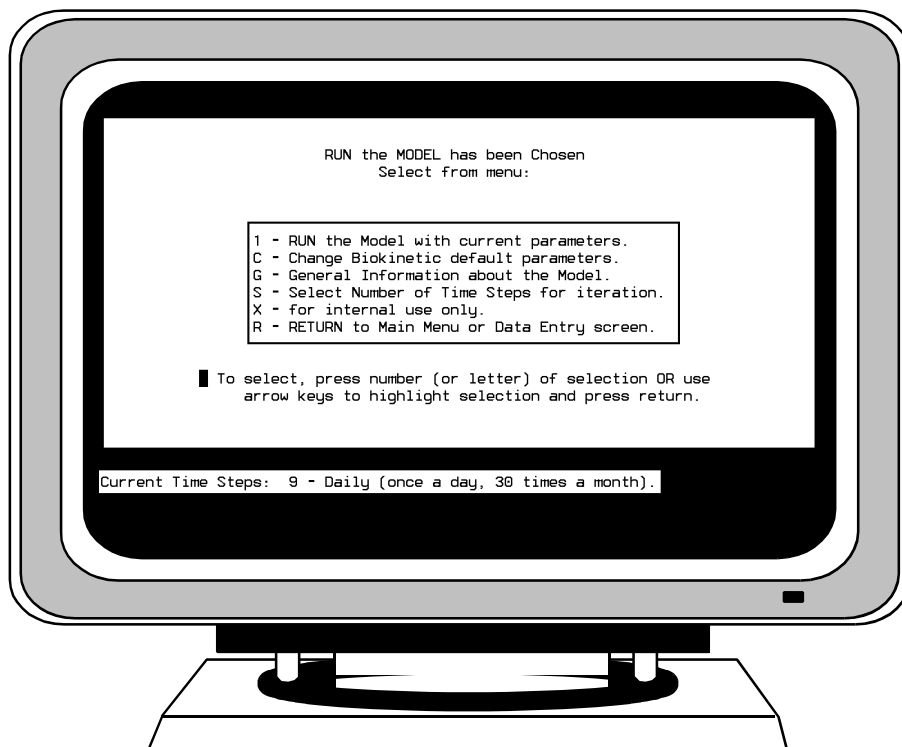 RUN the MODEL has been Chosen
Select from menu:
1 - RUN the Model with current parameters.
C - Change Biokinetic default parameters.
G - General Information about the Model.
S - Select Number of Time Steps for iteration.
X - for internal use only.
R - RETURN to Main Menu or Data Entry screen.
To select, press number (or letter) of selection OR use
arrow keys to highlight selection and press return.
Current Time Steps: 9 - Daily (once a day, 30 times a month).